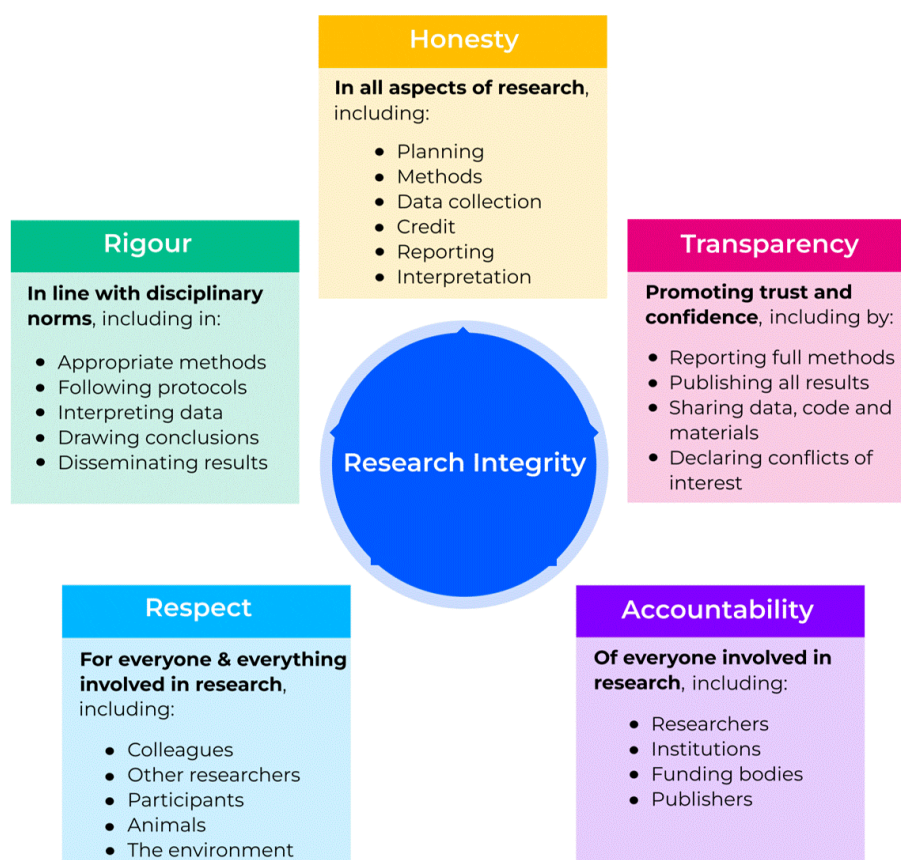 Honesty
In all aspects of research,
including:
• Planning
• Methods
• Data collection
• Credit
• Reporting
• Interpretation
Rigour
In line with disciplinary
norms, including in:
• Appropriate methods
• Following protocols
• Interpreting data
• Drawing conclusions
• Disseminating results
Transparency
Promoting trust and
confidence, including by:
• Reporting full methods
• Publishing all results
• Sharing data, code and
materials
• Declaring conflicts of
interest
Research Integrity
Respect
For everyone & everything
involved in research,
including:
• Colleagues
• Other researchers
• Participants
• Animals
• The environment
Accountability
Of everyone involved in
research, including:
• Researchers
• Institutions
• Funding bodies
• Publishers